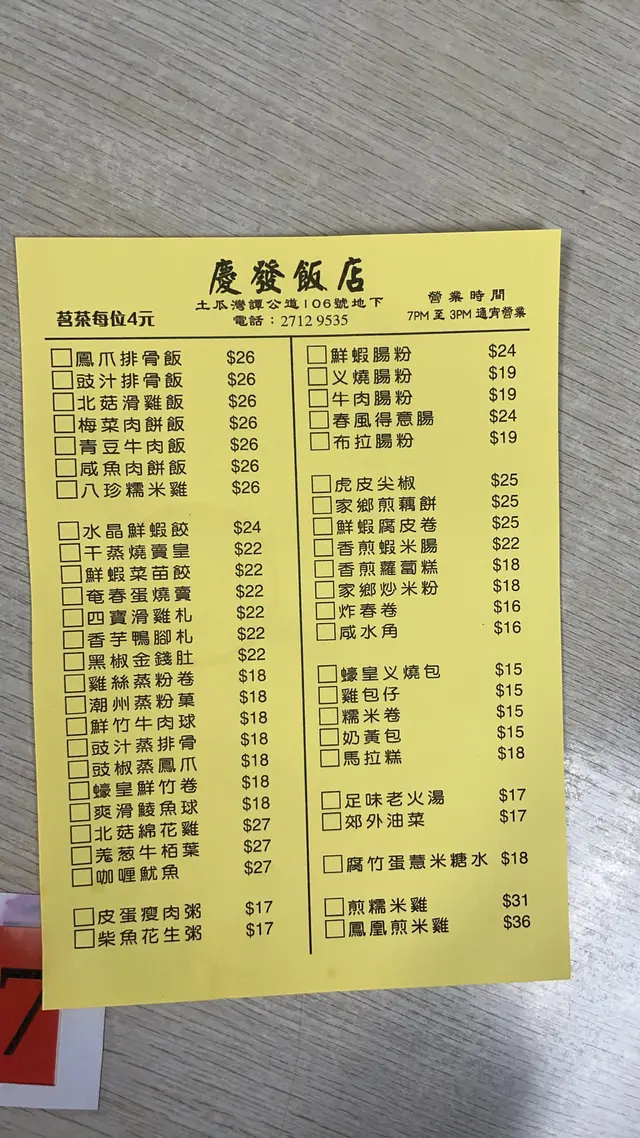 慶發飯店
土瓜灣譚公道106號地下
電話：2712 9535
茗茶每位4元
營業時間
7PM 至 3PM 通宵營業
鳳爪排骨飯 $26
豉汁排骨飯 $26
北菇滑雞飯 $26
梅菜肉餅飯 $26
青豆牛肉飯 $26
咸魚肉餅飯 $26
八珍糯米雞 $26
水晶鮮蝦餃 $24
干蒸燒賣皇 $22
鮮蝦菜苗餃 $22
奄春蛋燒賣 $22
四寶滑雞札 $22
香芋鴨腳札 $22
黑椒金錢肚 $22
雞絲蒸粉卷 $18
潮州蒸粉菓 $18
鮮竹牛肉球 $18
豉汁蒸排骨 $18
豉椒蒸鳳爪 $18
蠔皇鮮竹卷 $18
爽滑鯪魚球 $18
北菇綿花雞 $27
羗葱牛栢葉 $27
咖喱魷魚 $27
皮蛋瘦肉粥 $17
柴魚花生粥 $17
鮮蝦腸粉 $24
义燒腸粉 $19
牛肉腸粉 $19
春風得意腸 $24
布拉腸粉 $19
虎皮尖椒 $25
家鄉煎藕餅 $25
鮮蝦腐皮卷 $25
香煎蝦米腸 $22
香煎蘿蔔糕 $18
家鄉炒米粉 $18
炸春卷 $16
咸水角 $16
蠔皇义燒包 $15
雞包仔 $15
糯米卷 $15
奶黃包 $15
馬拉糕 $18
足味老火湯 $17
郊外油菜 $17
腐竹蛋薏米糖水 $18
煎糯米雞 $31
鳳凰煎米雞 $36
7